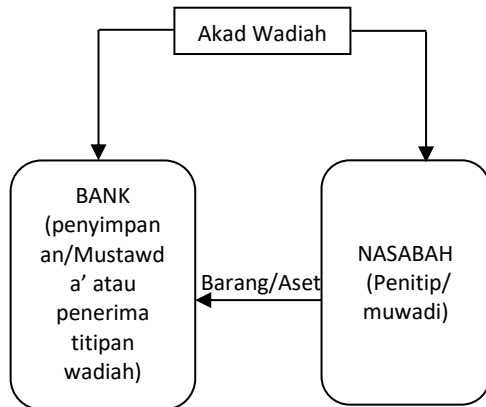 Akad Wadiah
BANK
(penyimpan
an/Mustawd
a’ atau
penerima
titipan
wadiah)
Barang/Aset
NASABAH
(Penitip/
muwadi)